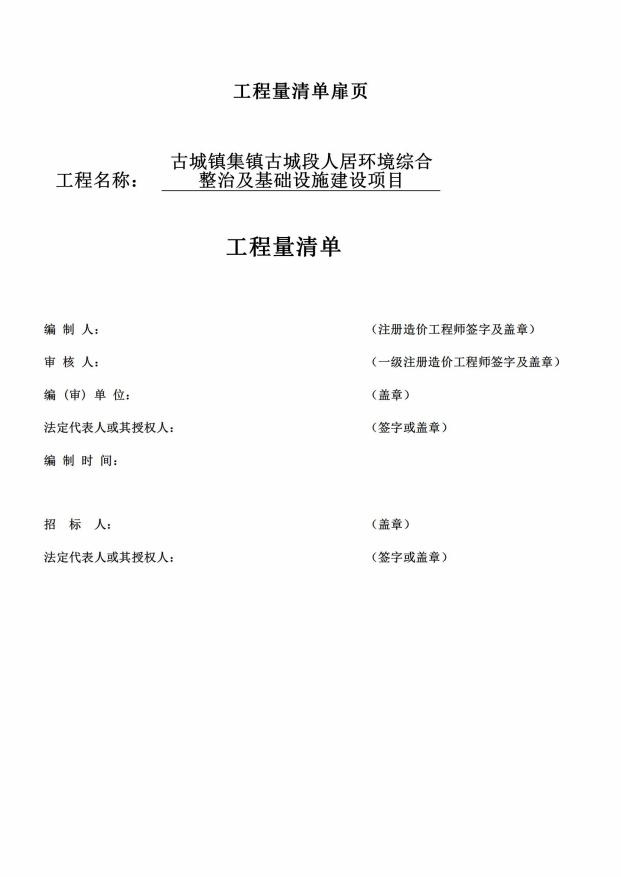 工程量清单扉页
古城镇集镇古城段人居环境综合
工程名称： 整治及基础设施建设项目
工程量清单
编 制 人： （注册造价工程师签字及盖章）
审 核 人： （一级注册造价工程师签字及盖章）
编（审）单 位： （盖章）
法定代表人或其授权人： （签字或盖章）
编 制 时 间：
招 标 人： （盖章）
法定代表人或其授权人： （签字或盖章）